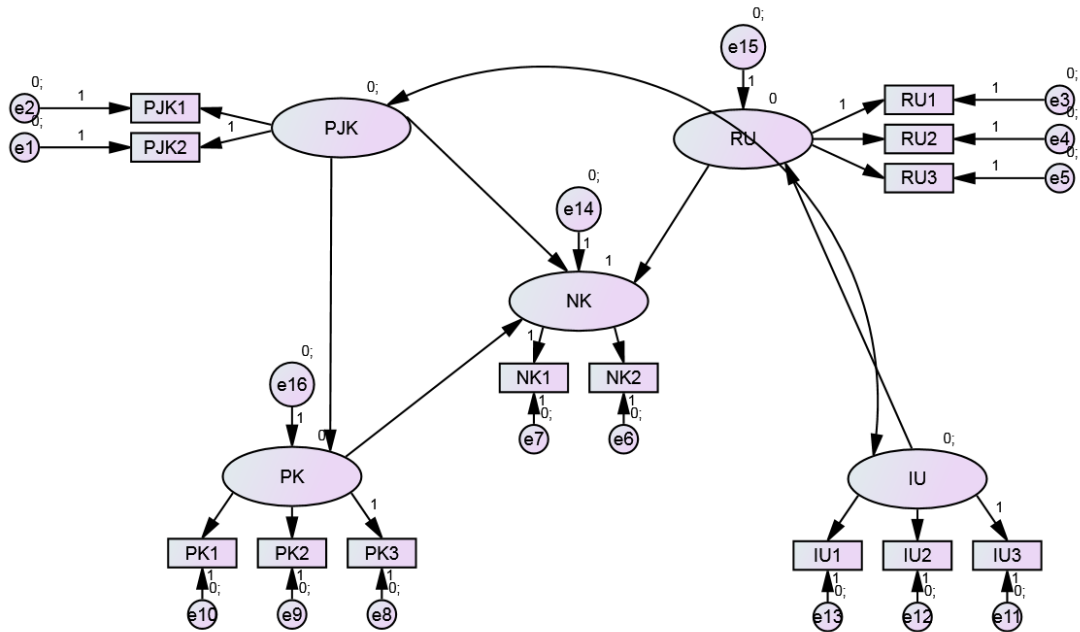 0;
e15
1
0
0;
e2
1
PJK1
0;
e1
1
PJK2
1
0;
PJK
RU
1
RU1
1
0;
e3
RU2
1
0;
e4
RU3
1
0;
e5
0;
e14
1
1
NK
1
NK1
NK2
1
0;
e7
1
0;
e6
0;
e16
1
0
PK
1
PK1
PK2
PK3
1
0;
e10
1
0;
e9
1
0;
e8
0;
IU
1
IU1
IU2
IU3
1
0;
e13
1
0;
e12
1
0;
e11